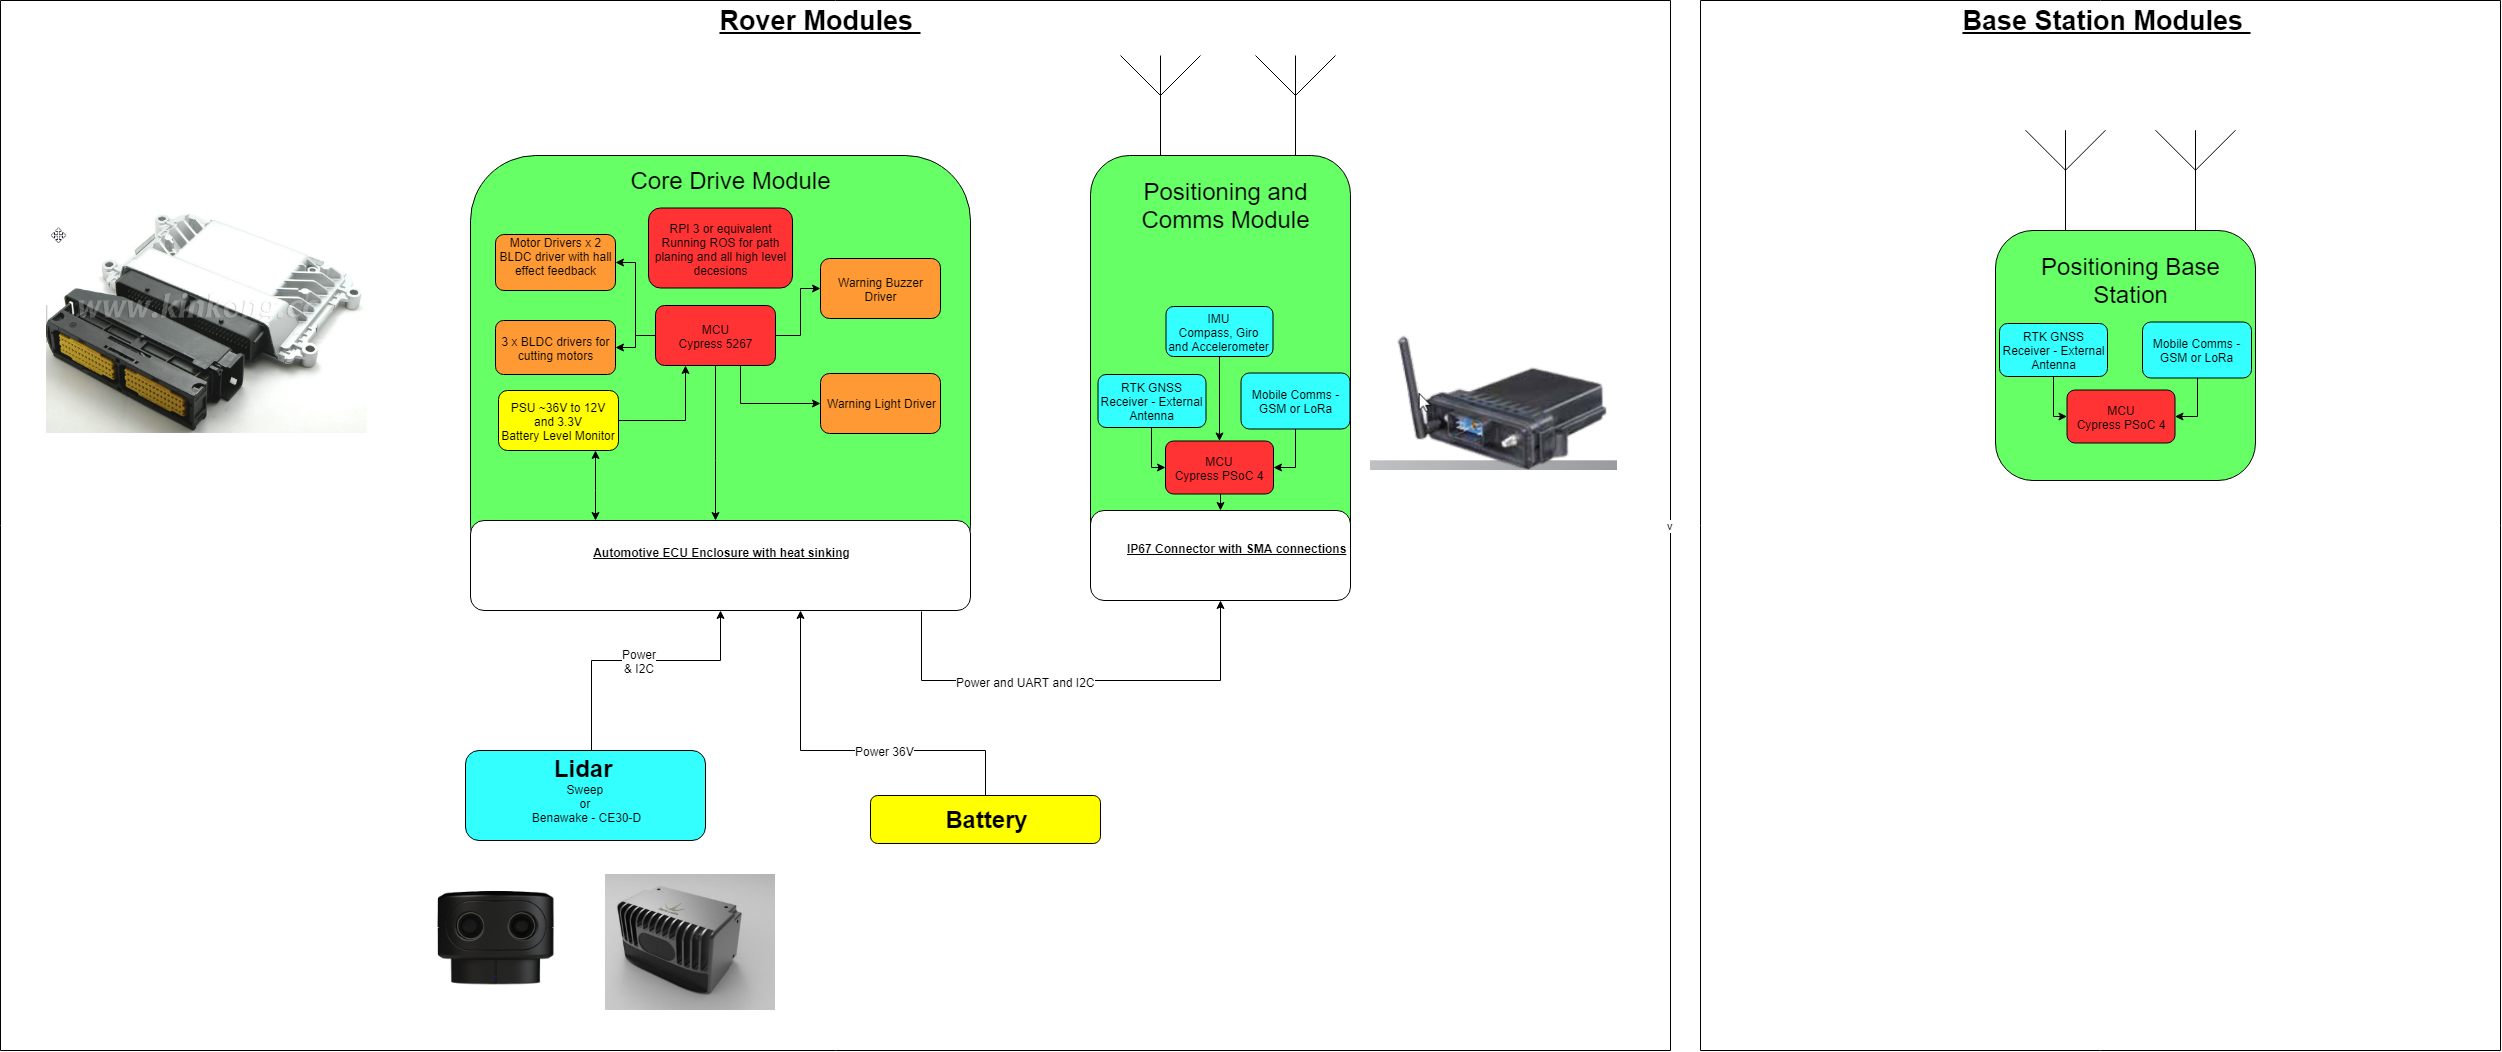 Rover Modules
Base Station Modules
Core Drive Module
RPI 3 or equivalent
Running ROS for path
planing and all high level
decesions
Motor Drivers x 2
BLDC driver with hall
effect feedback
Warning Buzzer
Driver
MCU
Cypress 5267
3 x BLDC drivers for
cutting motors
PSU ~36V to 12V
and 3.3V
Battery Level Monitor
Warning Light Driver
Automotive ECU Enclosure with heat sinking
Positioning and
Comms Module
IMU
Compass, Giro
and Accelerometer
RTK GNSS
Receiver - External
Antenna
Mobile Comms -
GSM or LoRa
MCU
Cypress PSoC 4
IP67 Connector with SMA connections
v
Positioning Base
Station
RTK GNSS
Receiver - External
Antenna
Mobile Comms -
GSM or LoRa
MCU
Cypress PSoC 4
Power
& I2C
Power and UART and I2C
Power 36V
Lidar
Sweep
or
Benawake - CE30-D
Battery